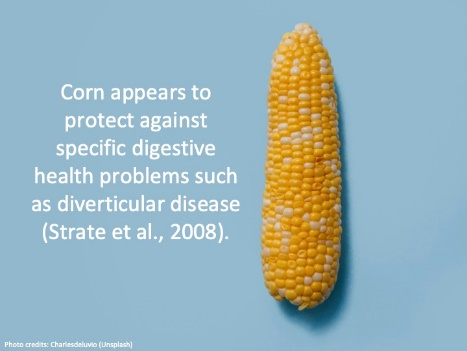 Corn appears to
protect against
specific digestive
health problems such
as diverticular disease
(Strate et al., 2008).
Photo credits: Charlesdeluvio (Unsplash)